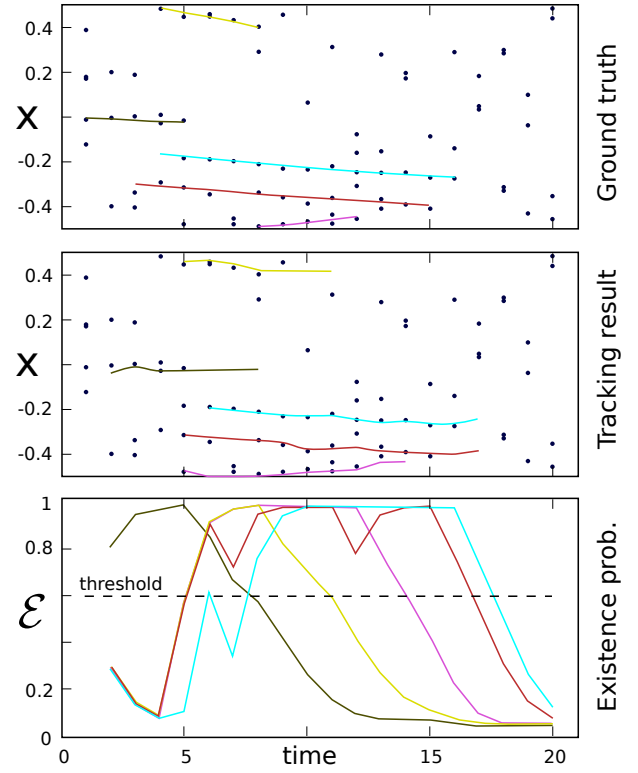 0.4
0.2
X
-0.2
-0.4
Ground truth
0.4
0.2
X
-0.2
-0.4
Tracking result
1
0.8
threshold
ℰ
0.2
0
Existence prob.
0 5 10 15 20
time